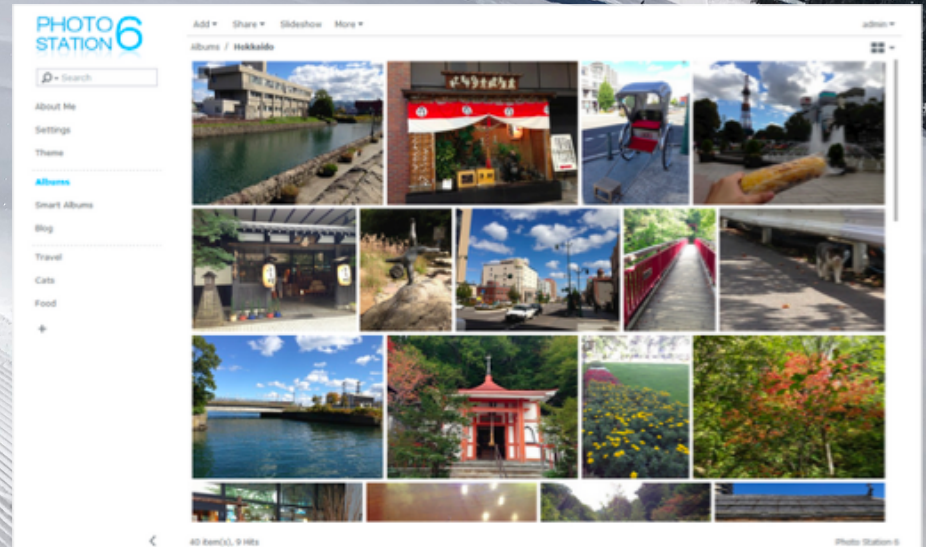 PHOTO
STATION 6
Add Share Slideshow More admin
Search
Albums / Hokkaido
About Me
Settings
Theme
Albums
Smart Albums
Blog
Travel
Cats
Food
+
40 item(s), 9 Hits
Photo Station 6